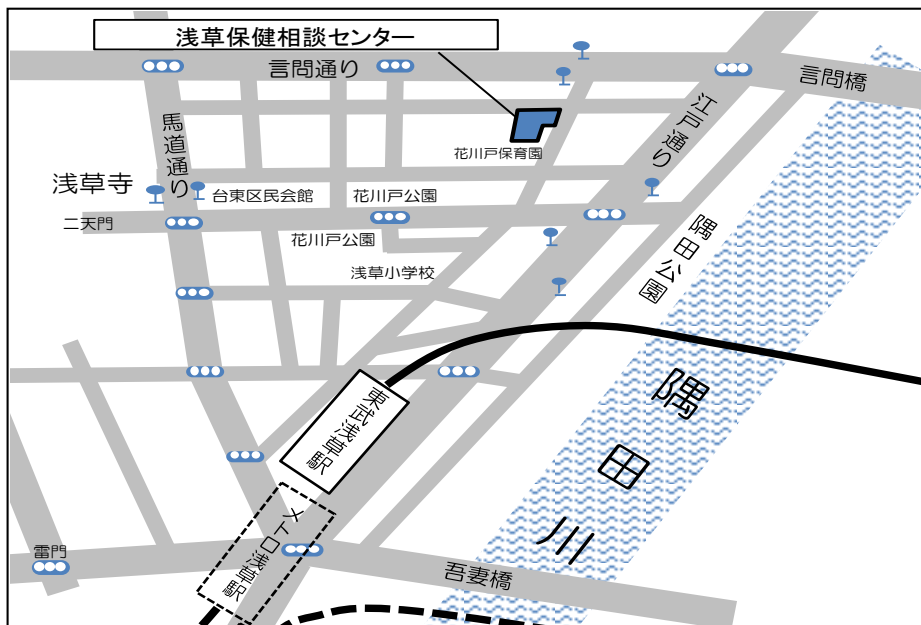 浅草保健相談センター
言問通り
言問橋
馬道通り
江戸通り
花川戸保育園
浅草寺
台東区民会館
花川戸公園
二天門
花川戸公園
隅田公園
浅草小学校
隅田川
東武浅草駅
メトロ浅草駅
雷門
吾妻橋